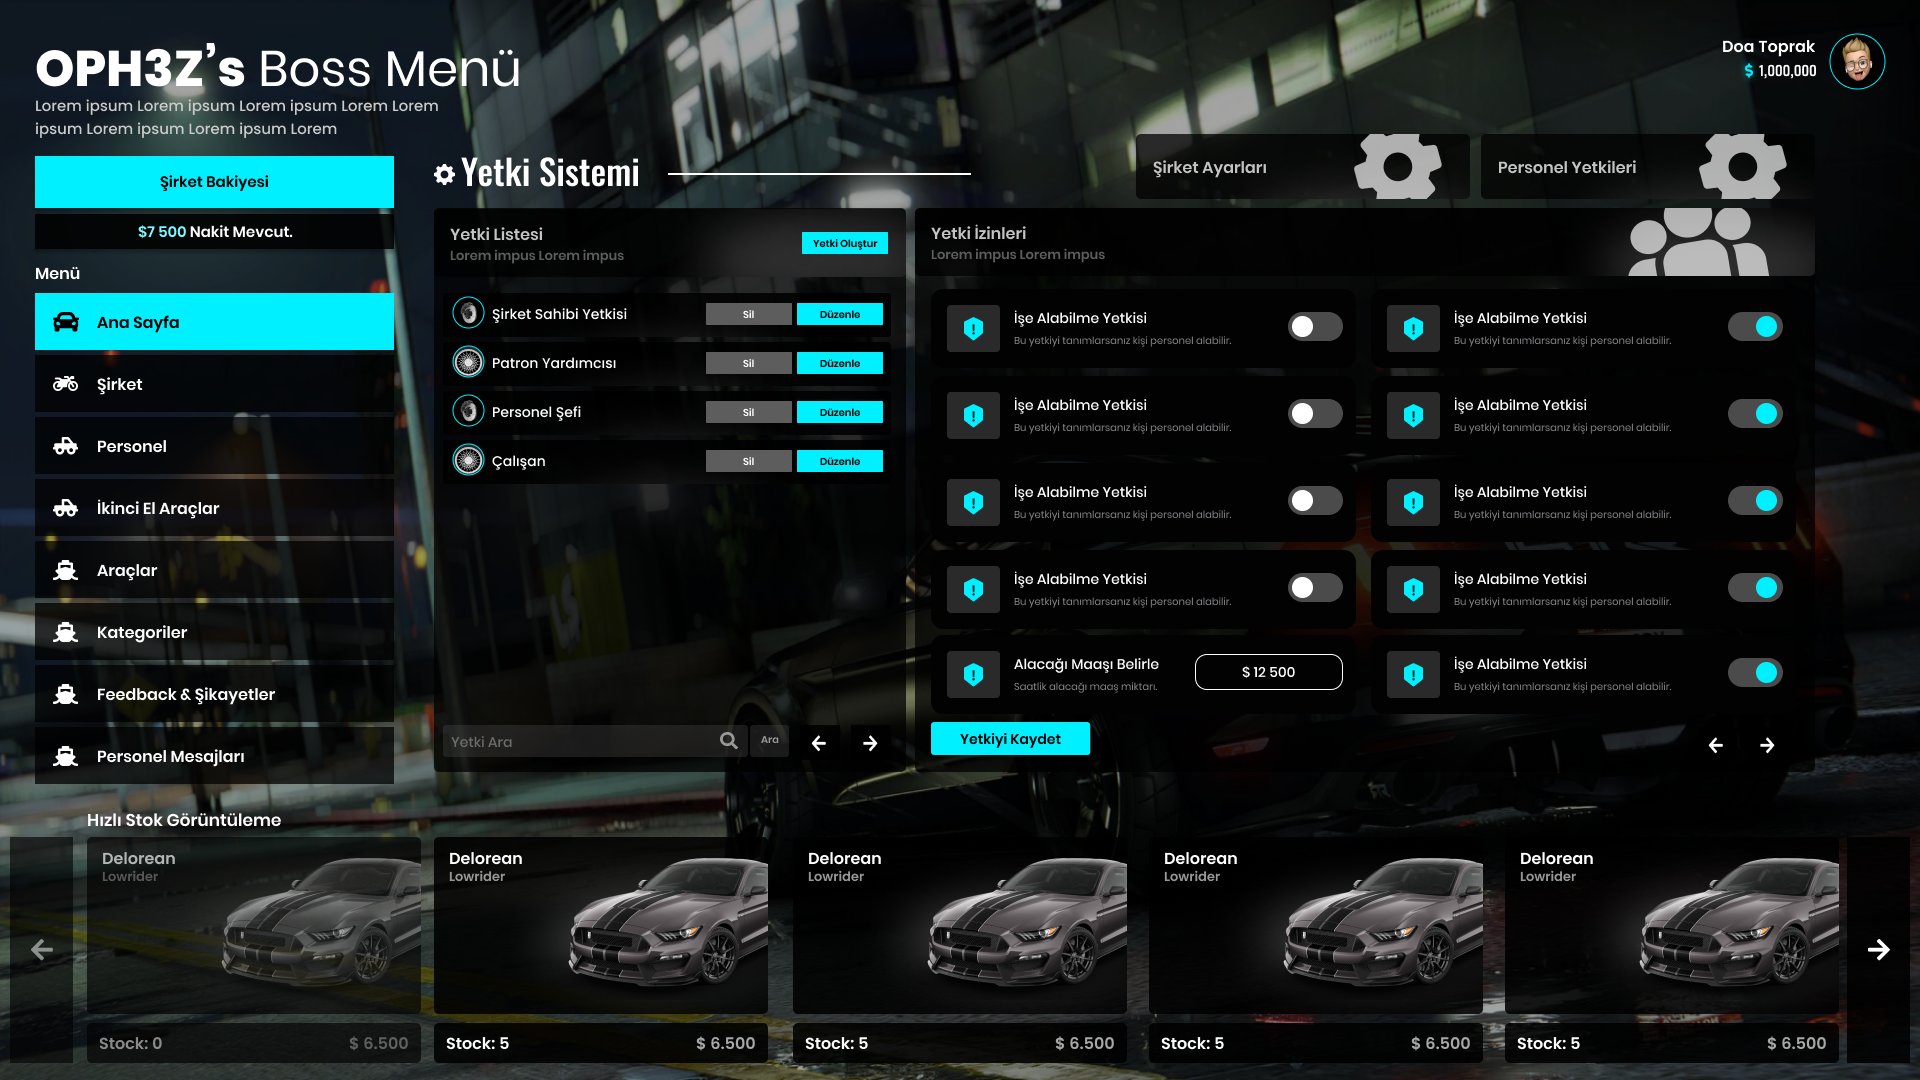 OPH3Z’s Boss Menü
Lorem ipsum Lorem ipsum Lorem ipsum Lorem Lorem
ipsum Lorem ipsum Lorem ipsum Lorem
Doa Toprak
$ 1,000,000
Şirket Bakiyesi
$7 500 Nakit Mevcut.
Menü
Ana Sayfa
Şirket
Personel
İkinci El Araçlar
Araçlar
Kategoriler
Feedback & Şikayetler
Personel Mesajları
Yetki Sistemi
Şirket Ayarları
Personel Yetkileri
Yetki Listesi
Lorem impus Lorem impus
Yetki Oluştur
Şirket Sahibi Yetkisi
Sil
Düzenle
Patron Yardımcısı
Sil
Düzenle
Personel Şefi
Sil
Düzenle
Çalışan
Sil
Düzenle
Yetki Ara
Ara
Yetki İzinleri
Lorem impus Lorem impus
İşe Alabilme Yetkisi
Bu yetkiyi tanımlarsanız kişi personel alabilir.
İşe Alabilme Yetkisi
Bu yetkiyi tanımlarsanız kişi personel alabilir.
İşe Alabilme Yetkisi
Bu yetkiyi tanımlarsanız kişi personel alabilir.
İşe Alabilme Yetkisi
Bu yetkiyi tanımlarsanız kişi personel alabilir.
İşe Alabilme Yetkisi
Bu yetkiyi tanımlarsanız kişi personel alabilir.
İşe Alabilme Yetkisi
Bu yetkiyi tanımlarsanız kişi personel alabilir.
İşe Alabilme Yetkisi
Bu yetkiyi tanımlarsanız kişi personel alabilir.
İşe Alabilme Yetkisi
Bu yetkiyi tanımlarsanız kişi personel alabilir.
Alacağı Maaşı Belirle
Saatlik alacağı maaş miktarı.
$ 12 500
İşe Alabilme Yetkisi
Bu yetkiyi tanımlarsanız kişi personel alabilir.
Yetkiyi Kaydet
Hızlı Stok Görüntüleme
Delorean
Lowrider
Stock: 0
$ 6.500
Delorean
Lowrider
Stock: 5
$ 6.500
Delorean
Lowrider
Stock: 5
$ 6.500
Delorean
Lowrider
Stock: 5
$ 6.500
Delorean
Lowrider
Stock: 5
$ 6.500